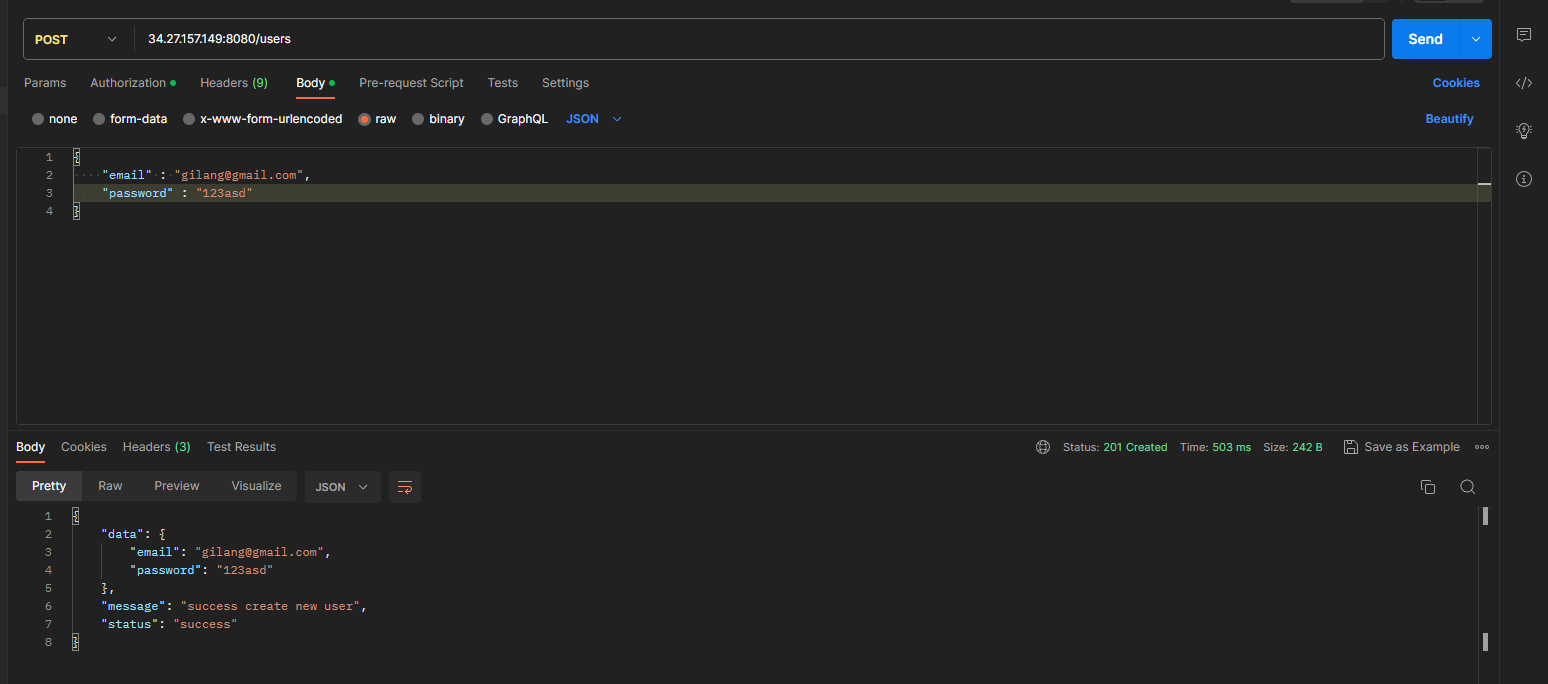 POST 34.27.157.149:8080/users Send
Params Authorization Headers (9) Body Pre-request Script Tests Settings Cookies
none form-data x-www-form-urlencoded raw binary GraphQL JSON Beautify
1 {
2 "email" : "gilang@gmail.com",
3 "password" : "123asd"
4 }
Body Cookies Headers (3) Test Results Status: 201 Created Time: 503 ms Size: 242 B Save as Example
Pretty Raw Preview Visualize JSON
1 {
2 "data": {
3 "email": "gilang@gmail.com",
4 "password": "123asd"
5 },
6 "message": "success create new user",
7 "status": "success"
8 }